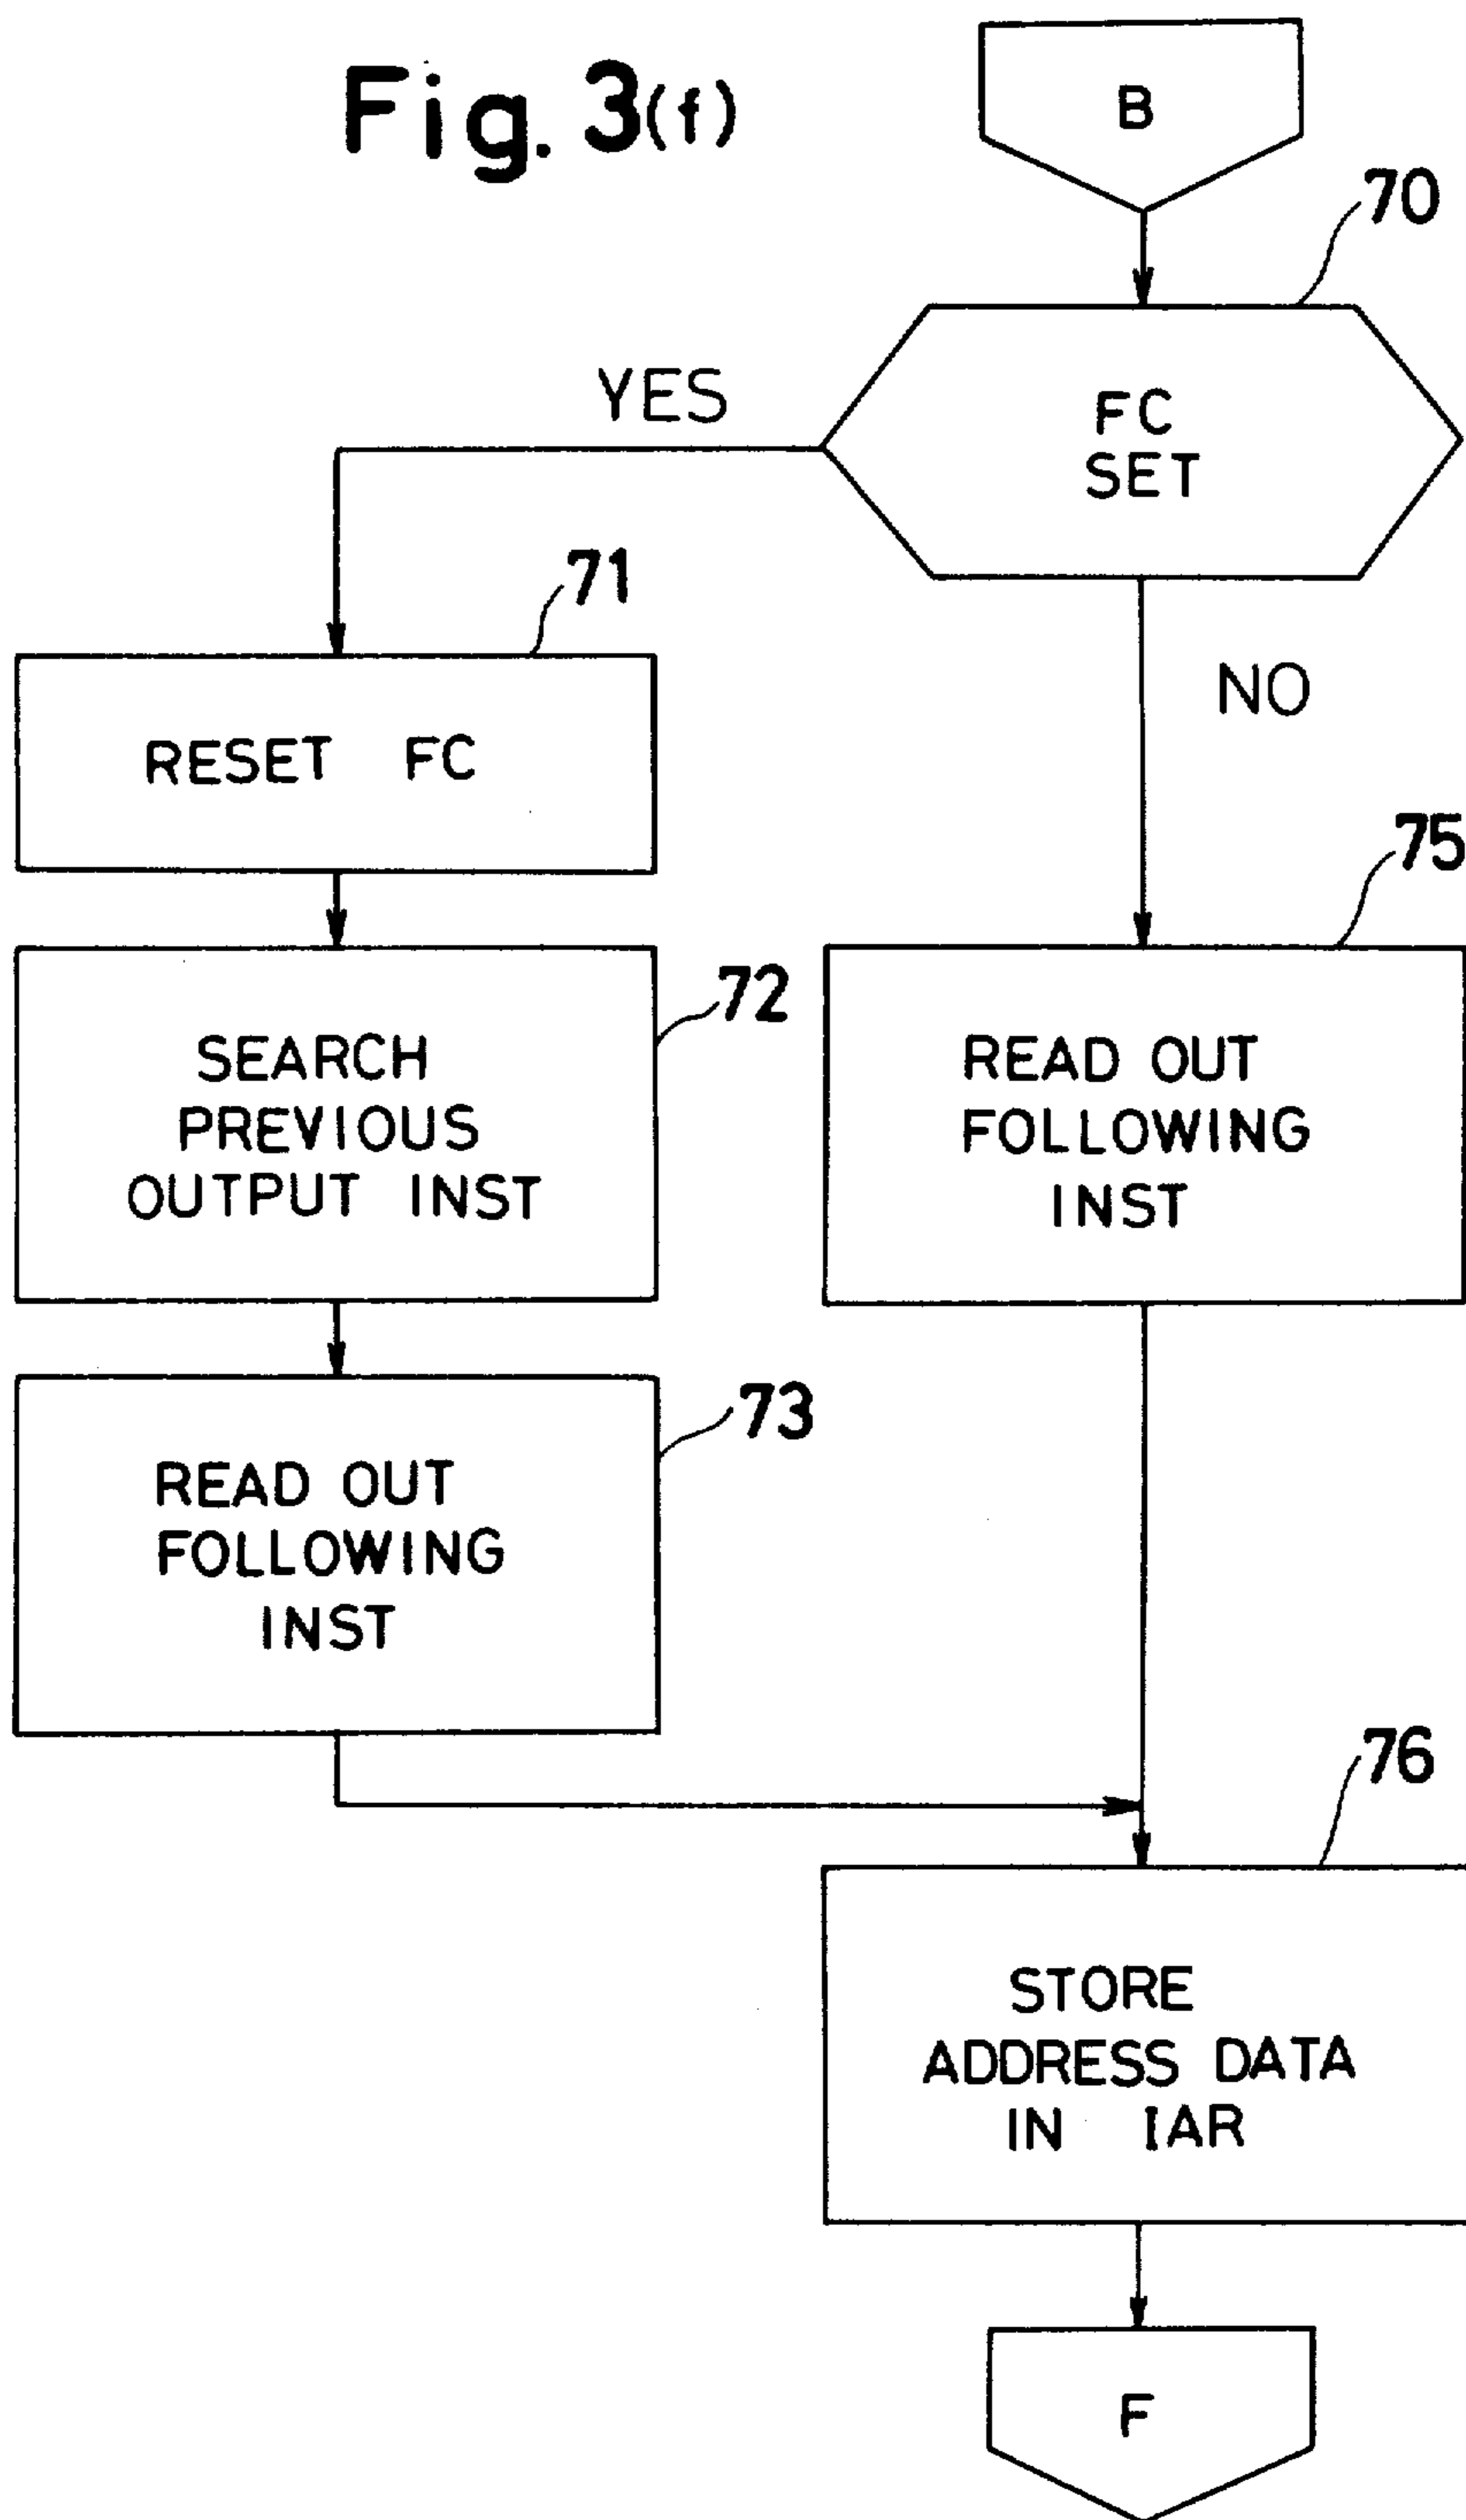 Fig. 3(f)
B
70
FC
SET
YES
NO
71
RESET FC
72
SEARCH
PREVIOUS
OUTPUT INST
75
READ OUT
FOLLOWING
INST
73
READ OUT
FOLLOWING
INST
76
STORE
ADDRESS DATA
IN IAR
F